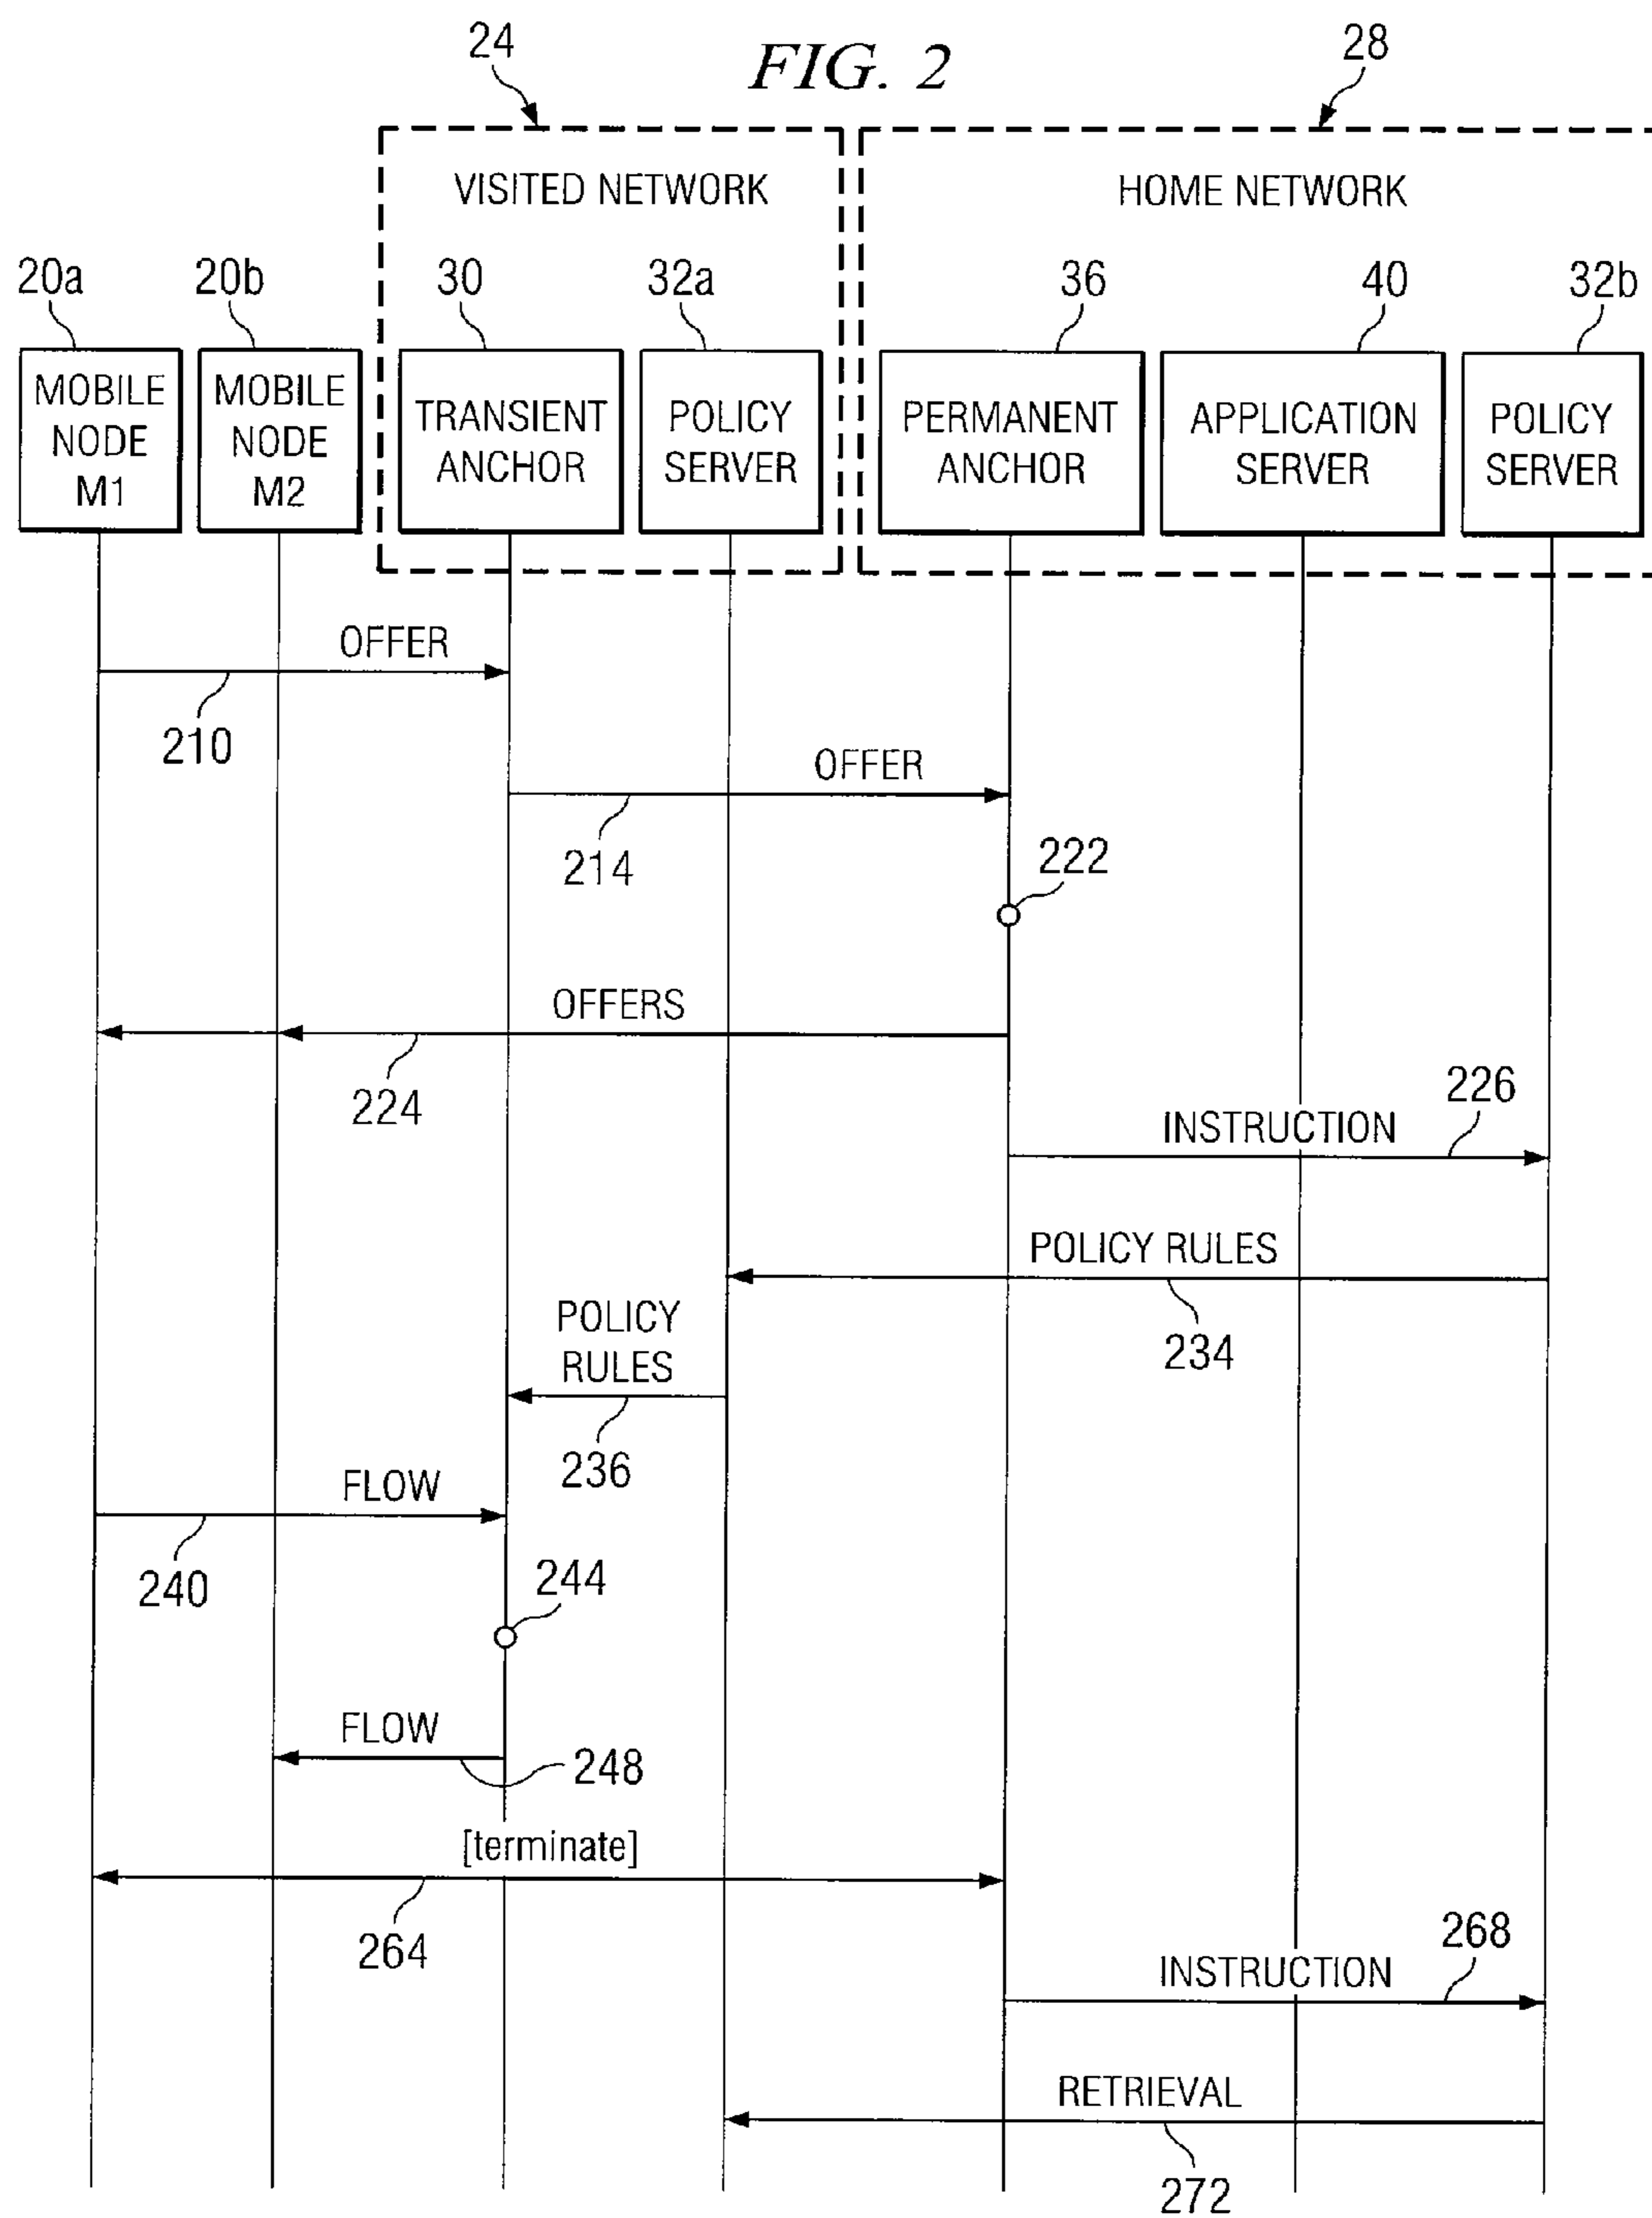 FIG. 2
24
28
VISITED NETWORK
HOME NETWORK
20a
20b
30
32a
36
40
32b
MOBILE
NODE
M1
MOBILE
NODE
M2
TRANSIENT
ANCHOR
POLICY
SERVER
PERMANENT
ANCHOR
APPLICATION
SERVER
POLICY
SERVER
OFFER
210
OFFER
214
222
OFFERS
224
226
INSTRUCTION
POLICY RULES
234
POLICY
RULES
236
FLOW
240
244
FLOW
248
[terminate]
264
268
INSTRUCTION
RETRIEVAL
272